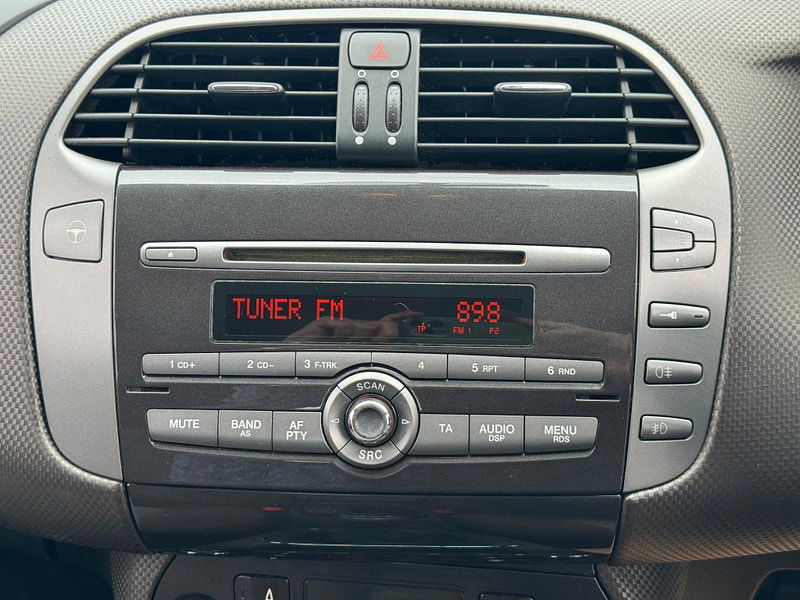 MODE
TUNER FM 89.8
TP FM 1 P2
1 CD+ 2 CD- 3 F-TRK 4 5 RPT 6 RND
SCAN
MUTE BAND AS AF PTY TA AUDIO DSP MENU RDS
SRC
A